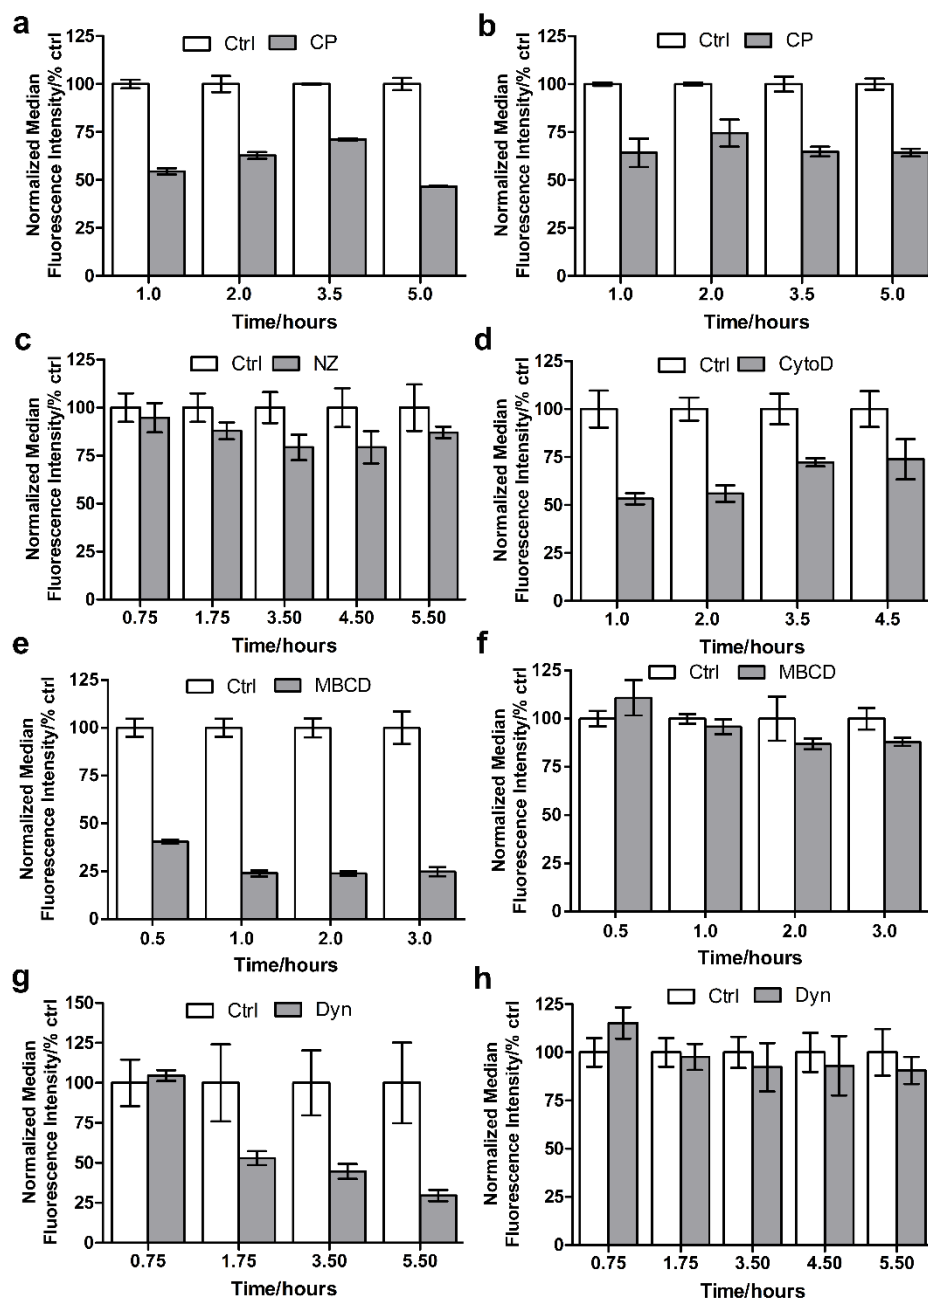 a
Ctrl CP
Normalized Median
Fluorescence Intensity/% ctrl
125
100
75
50
25
0
1.0 2.0 3.5 5.0
Time/hours
b
Ctrl CP
Normalized Median
Fluorescence Intensity/% ctrl
125
100
75
50
25
0
1.0 2.0 3.5 5.0
Time/hours
c
Ctrl NZ
Normalized Median
Fluorescence Intensity/% ctrl
125
100
75
50
25
0
0.75 1.75 3.50 4.50 5.50
Time/hours
d
Ctrl CytoD
Normalized Median
Fluorescence Intensity/% ctrl
125
100
75
50
25
0
1.0 2.0 3.5 4.5
Time/hours
e
Ctrl MBCD
Normalized Median
Fluorescence Intensity/% ctrl
125
100
75
50
25
0
0.5 1.0 2.0 3.0
Time/hours
f
Ctrl MBCD
Normalized Median
Fluorescence Intensity/% ctrl
125
100
75
50
25
0
0.5 1.0 2.0 3.0
Time/hours
g
Ctrl Dyn
Normalized Median
Fluorescence Intensity/% ctrl
150
125
100
75
50
25
0
0.75 1.75 3.50 5.50
Time/hours
h
Ctrl Dyn
Normalized Median
Fluorescence Intensity/% ctrl
125
100
75
50
25
0
0.75 1.75 3.50 4.50 5.50
Time/hours